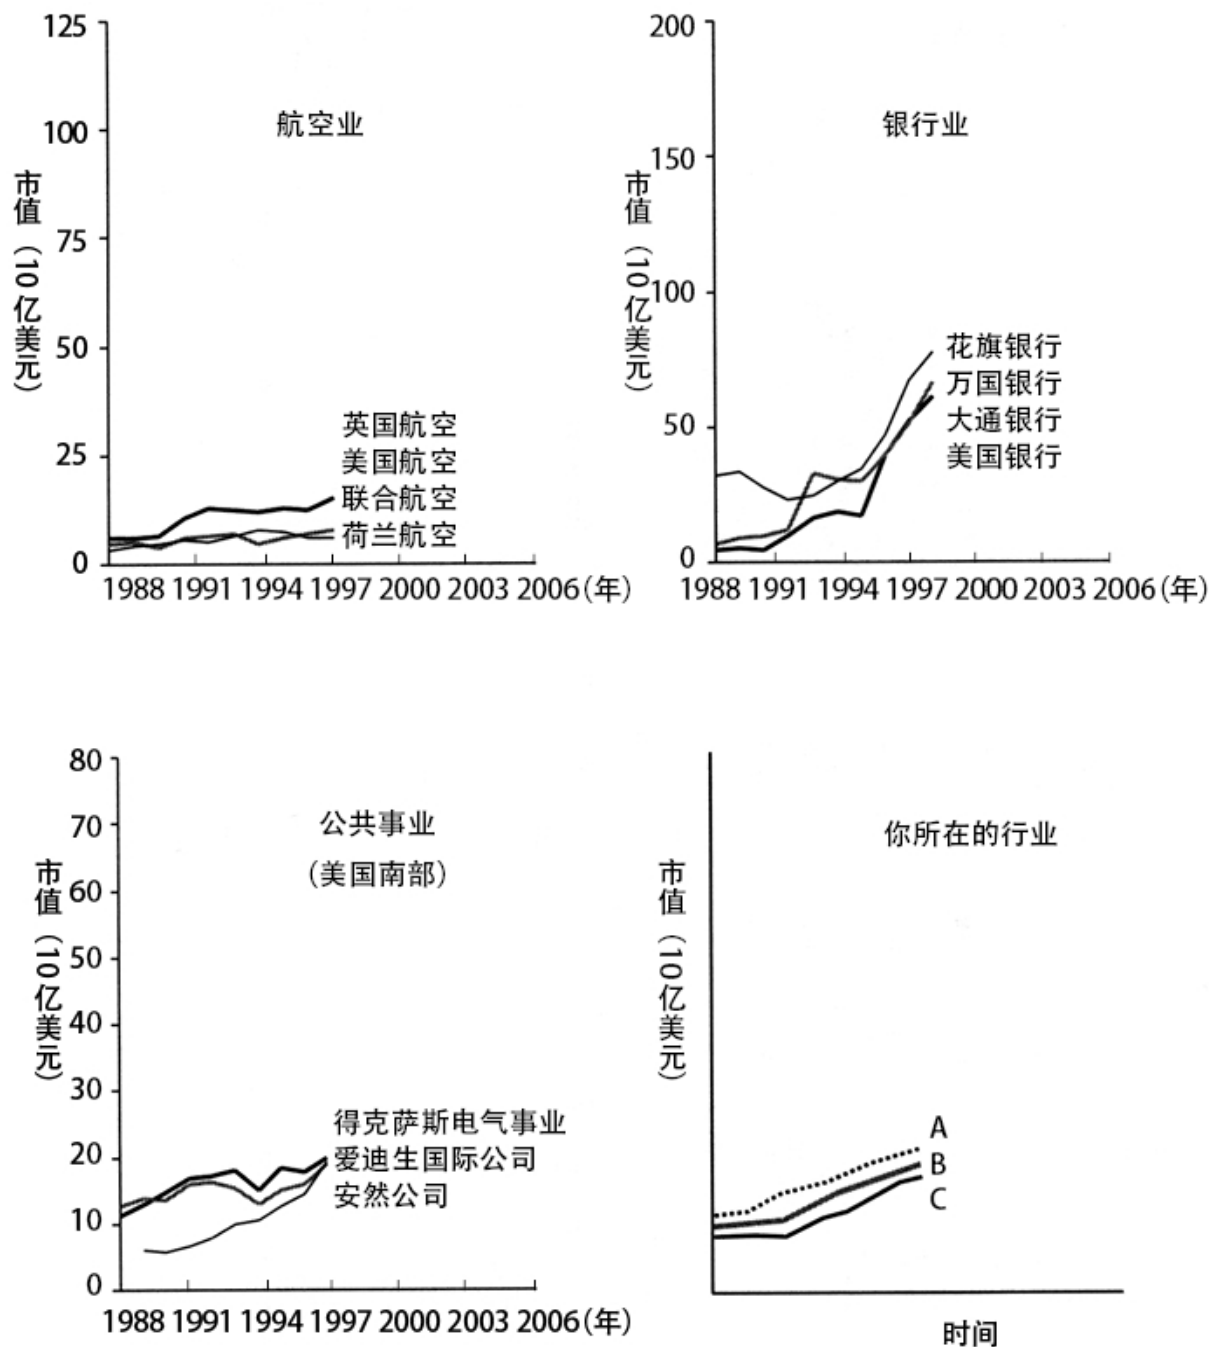 航空业
市值（10亿美元）
125
100
75
50
25
0
英国航空
美国航空
联合航空
荷兰航空
1988 1991 1994 1997 2000 2003 2006(年)
银行业
市值（10亿美元）
200
150
100
50
0
花旗银行
万国银行
大通银行
美国银行
1988 1991 1994 1997 2000 2003 2006(年)
公共事业
(美国南部)
市值（10亿美元）
80
70
60
50
40
30
20
10
0
得克萨斯电气事业
爱迪生国际公司
安然公司
1988 1991 1994 1997 2000 2003 2006(年)
你所在的行业
市值（10亿美元）
A
B
C
时间